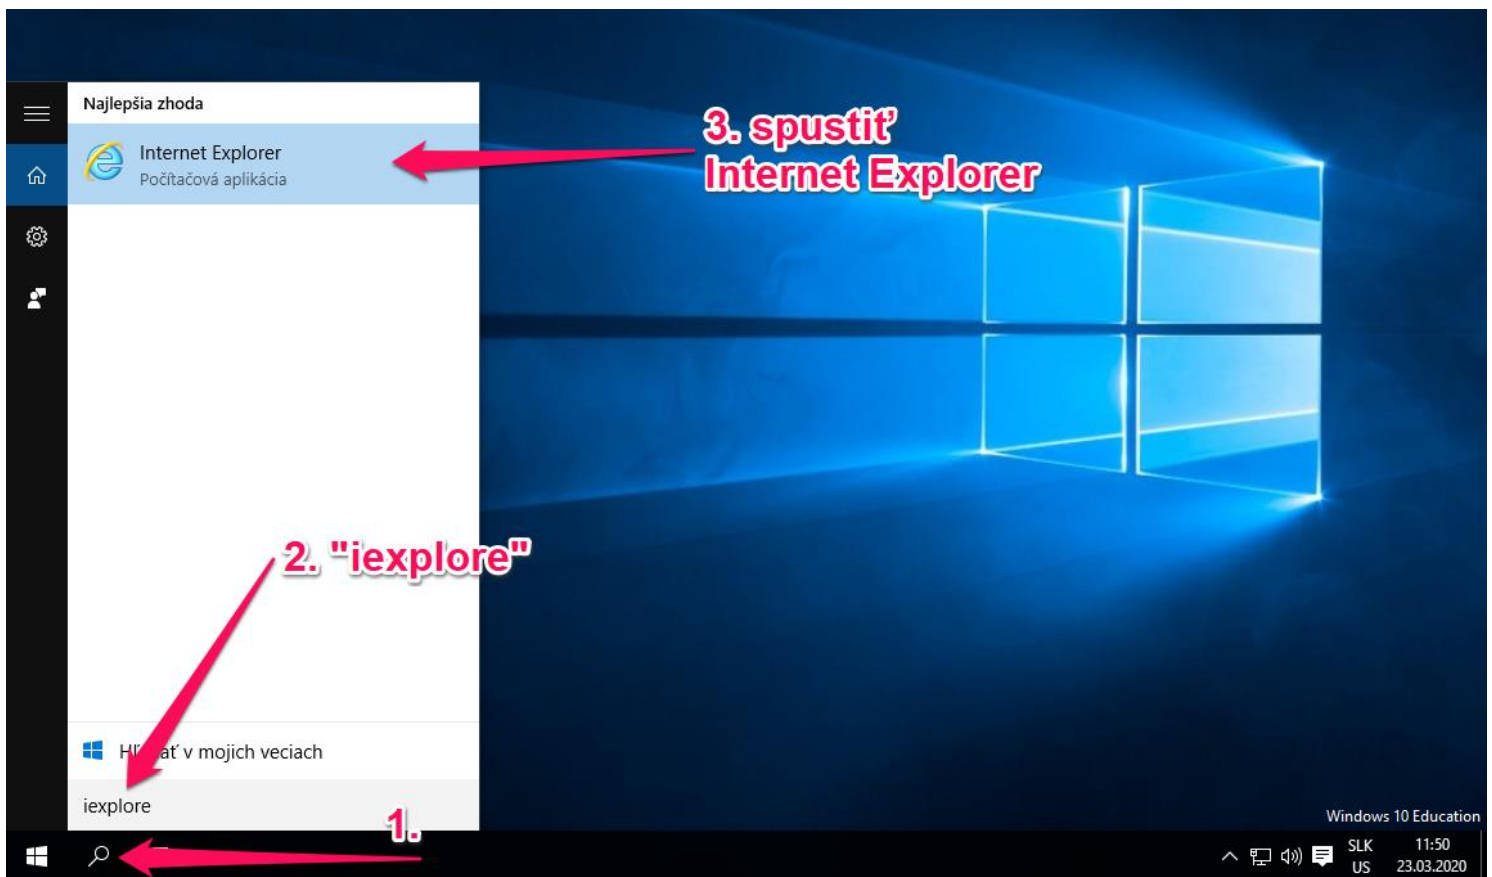 Najlepšia zhoda
Internet Explorer
Počítačová aplikácia
3. spustiť
Internet Explorer
2. "iexplore"
v mojich veciach
iexplore
1.
Windows 10 Education
SLK
US
11:50
23.03.2020